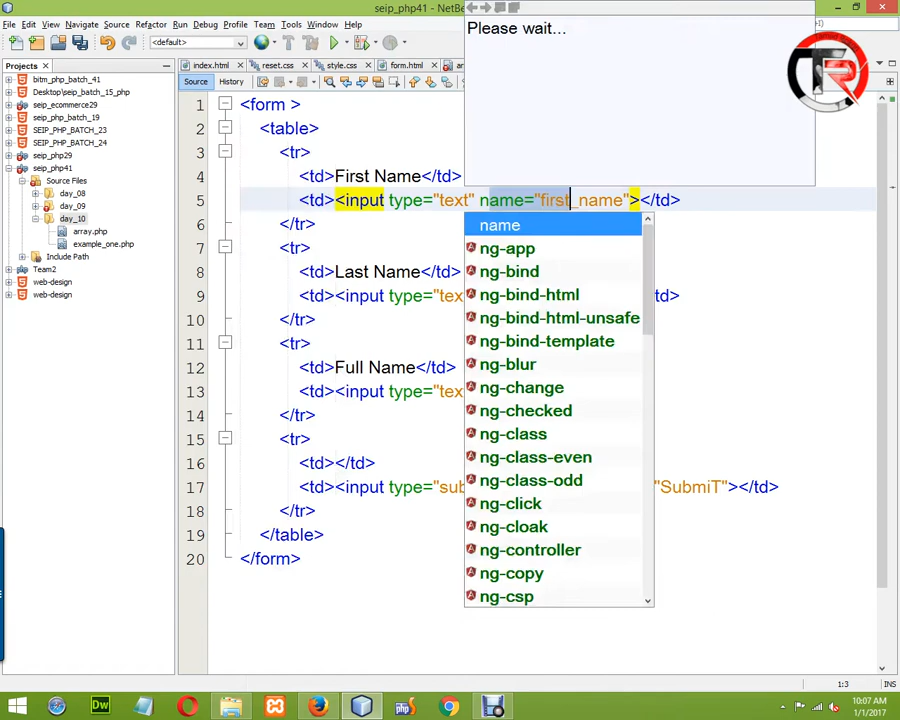 seip_php41 - NetBe
File Edit View Navigate Source Refactor Run Debug Profile Team Tools Window Help
<default>
Please wait...
Projects
index.html reset.css style.css form.html
Source History
bitm_php_batch_41
Desktop\seip_batch_15_php
seip_ecommerce29
seip_php_batch_19
SEIP_PHP_BATCH_23
SEIP_PHP_BATCH_24
seip_php29
seip_php41
Source Files
day_08
day_09
day_10
array.php
example_one.php
Include Path
Team2
web-design
web-design
1 <form >
2 <table>
3 <tr>
4 <td>First Name</td>
5 <td><input type="text" name="first_name"></td>
6 </tr>
7 <tr>
8 <td>Last Name</td>
9 <td><input type="tex td>
10 </tr>
11 <tr>
12 <td>Full Name</td>
13 <td><input type="tex
14 </tr>
15 <tr>
16 <td></td>
17 <td><input type="sub "SubmiT"></td>
18 </tr>
19 </table>
20 </form>
name
ng-app
ng-bind
ng-bind-html
ng-bind-html-unsafe
ng-bind-template
ng-blur
ng-change
ng-checked
ng-class
ng-class-even
ng-class-odd
ng-click
ng-cloak
ng-controller
ng-copy
ng-csp
TR
1:3 INS
Dw
php
10:07 AM
1/1/2017